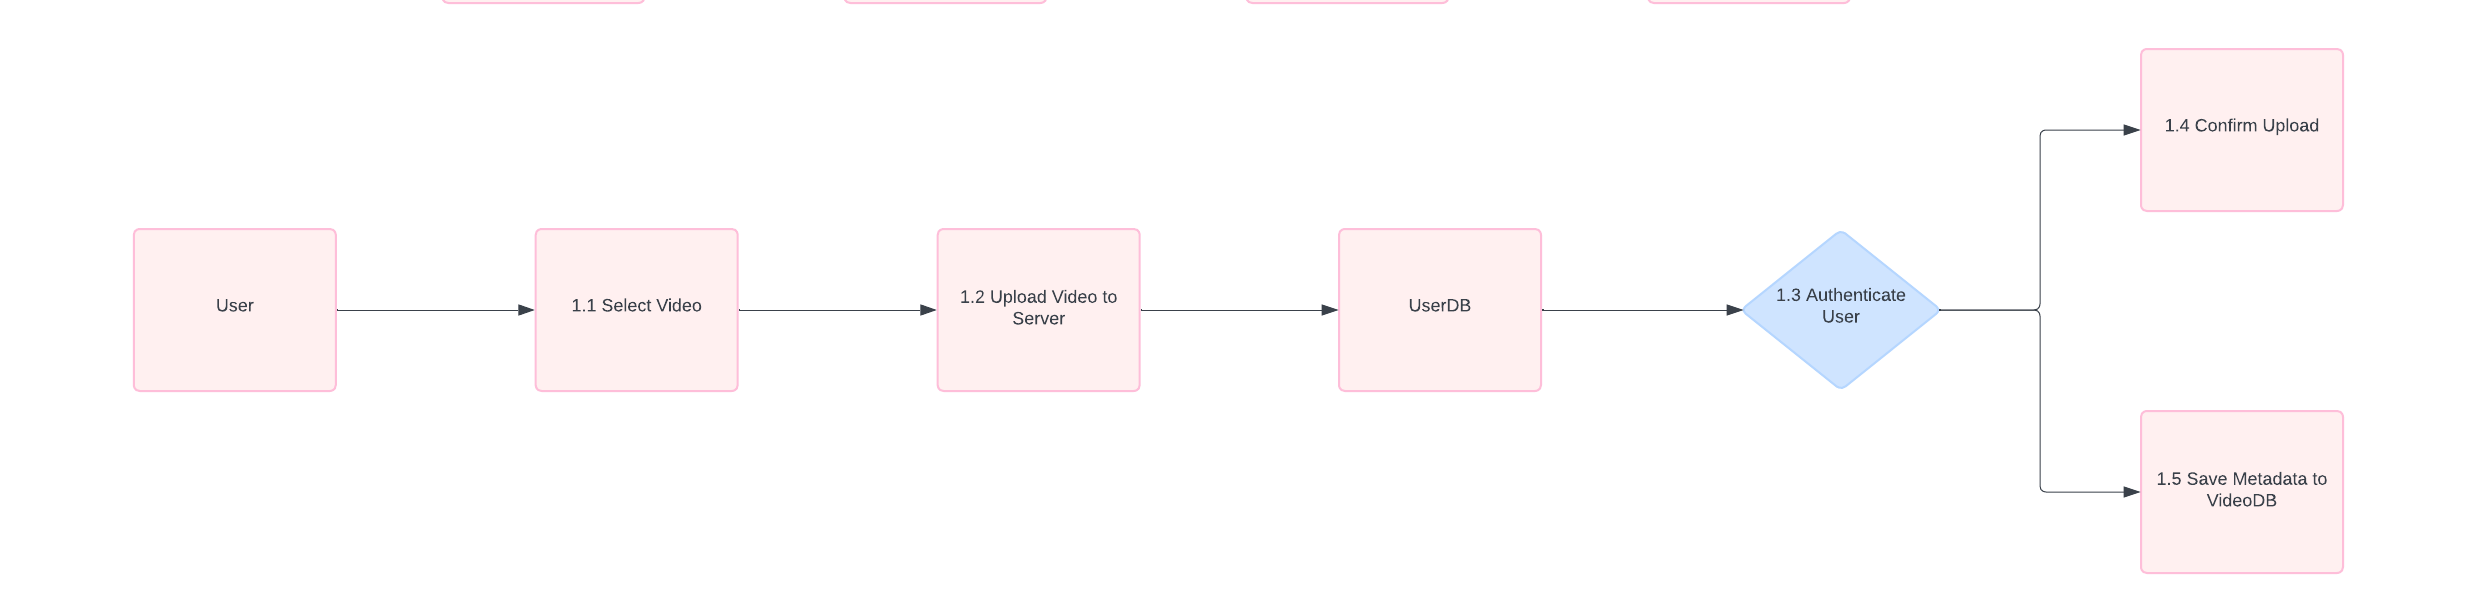 User
1.1 Select Video
1.2 Upload Video to
Server
UserDB
1.3 Authenticate
User
1.4 Confirm Upload
1.5 Save Metadata to
VideoDB